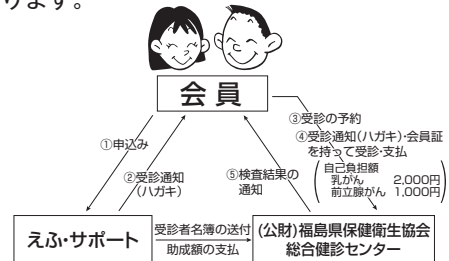 ります。
会員
①申込み
②受診通知
(ハガキ)
③受診の予約
④受診通知(ハガキ)・会員証
を持って受診・支払
自己負担額
乳がん 2,000円
前立腺がん 1,000円
⑤検査結果の
通知
えふ・サポート
受診者名簿の送付
助成額の支払
(公財)福島県保健衛生協会
総合健診センター